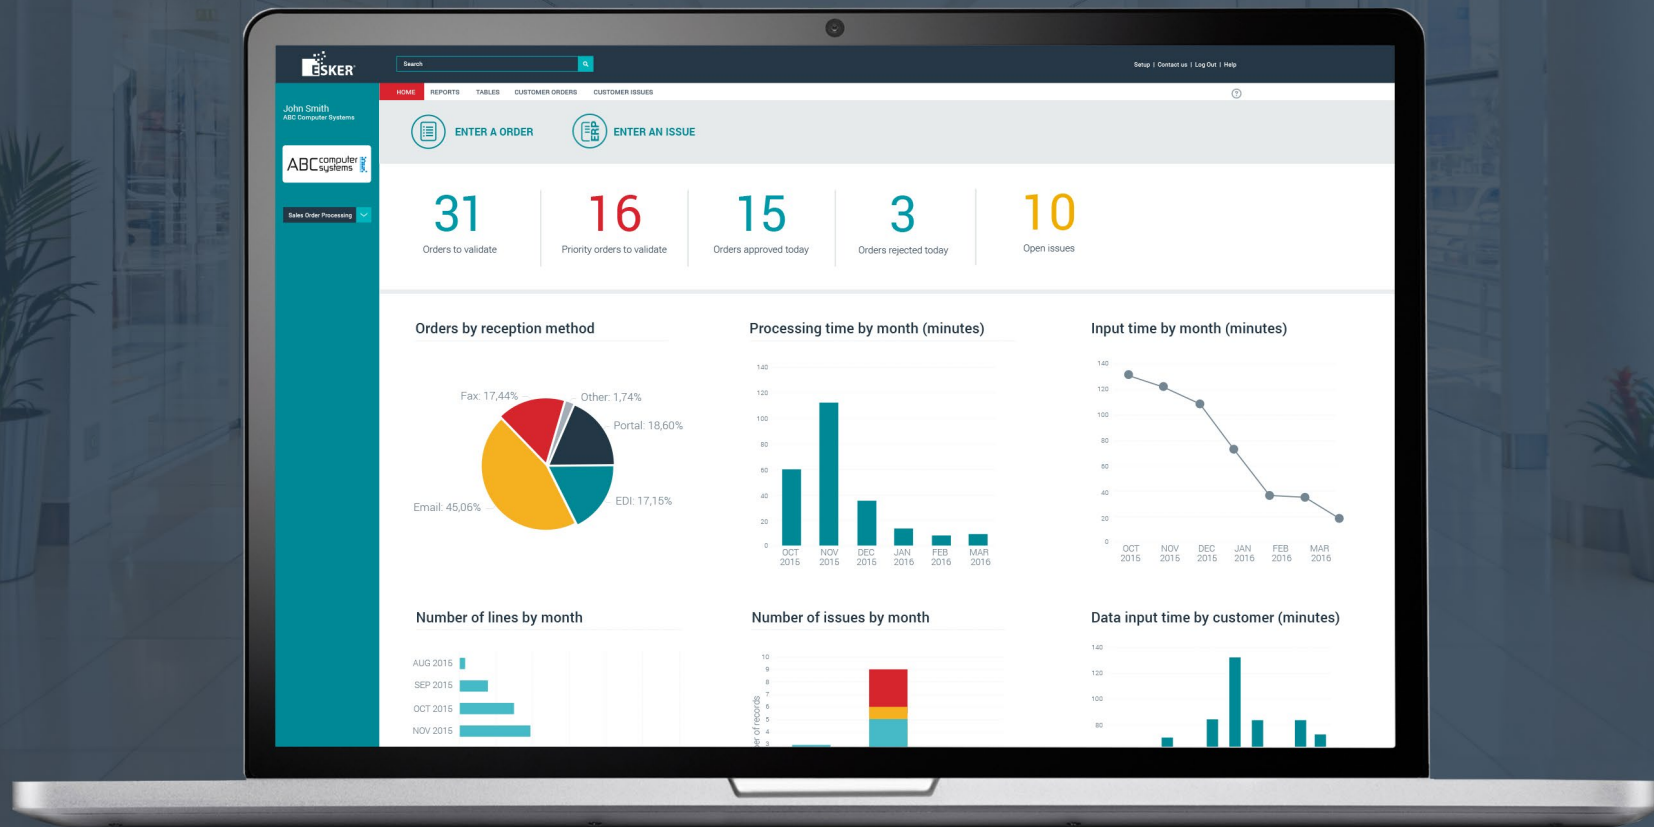 ESKER
Search
Setup | Contact us | Log Out | Help
John Smith
ABC Computer Systems
HOME REPORTS TABLES CUSTOMER ORDERS CUSTOMER ISSUES
?
ENTER A ORDER
ERP
ENTER AN ISSUE
ABC computer systems
Sales Order Processing
31
Orders to validate
16
Priority orders to validate
15
Orders approved today
3
Orders rejected today
10
Open issues
Orders by reception method
Fax: 17,44%
Other: 1,74%
Portal: 18,60%
EDI: 17,15%
Email: 45,06%
Processing time by month (minutes)
140
120
100
80
60
40
20
0
OCT 2015
NOV 2015
DEC 2015
JAN 2016
FEB 2016
MAR 2016
Input time by month (minutes)
140
120
100
80
60
40
20
0
OCT 2015
NOV 2015
DEC 2015
JAN 2016
FEB 2016
MAR 2016
Number of lines by month
AUG 2015
SEP 2015
OCT 2015
NOV 2015
Number of issues by month
10
9
8
7
6
5
4
3
of records
Data input time by customer (minutes)
140
120
100
80